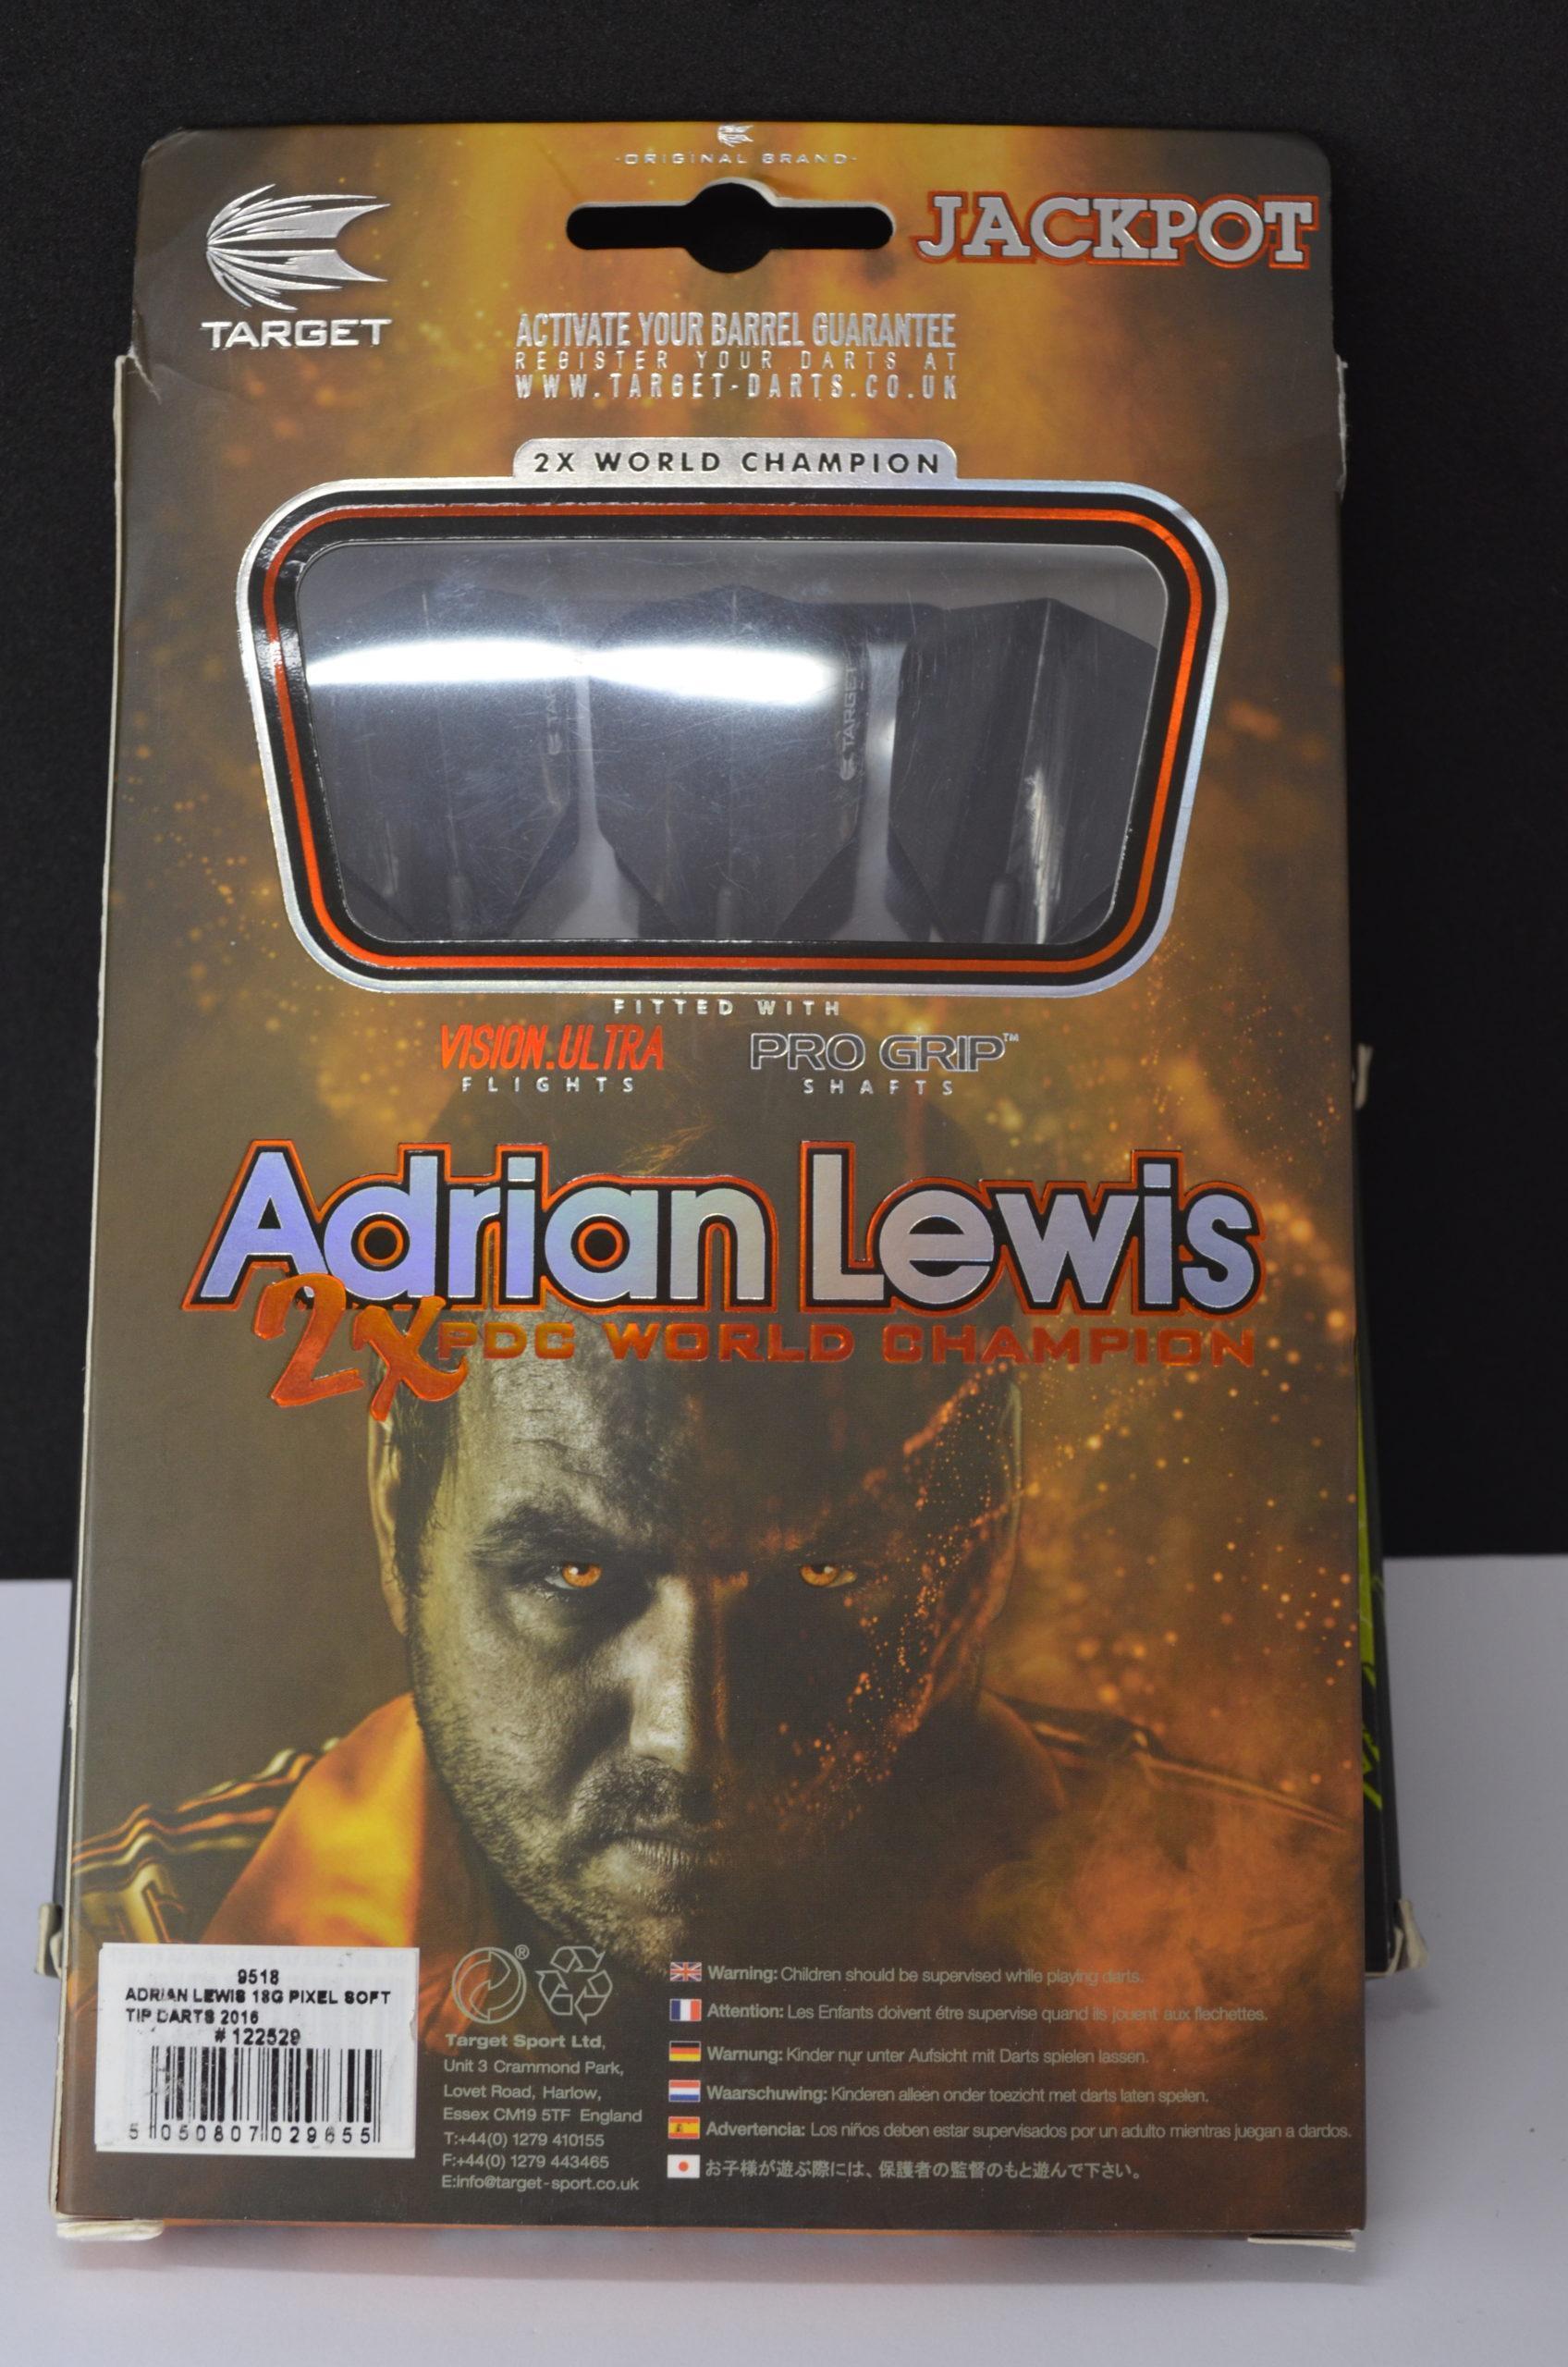 -ORIGINAL BRAND-
TARGET
JACKPOT
ACTIVATE YOUR BARREL GUARANTEE
REGISTER YOUR DARTS AT
WWW.TARGET-DARTS.CO.UK
2X WORLD CHAMPION
TARGET
FITTED WITH
VISION.ULTRA
FLIGHTS
PRO GRIP™
SHAFTS
Adrian Lewis
2x PDC WORLD CHAMPION
9518
ADRIAN LEWIS 18G PIXEL SOFT
TIP DARTS 2016
# 122529
5 050807 029655
®
Target Sport Ltd,
Unit 3 Crammond Park,
Lovet Road, Harlow,
Essex CM19 5TF England
T:+44(0) 1279 410155
F:+44(0) 1279 443465
E:info@target-sport.co.uk
Warning: Children should be supervised while playing darts.
Attention: Les Enfants doivent être supervise quand ils jouent aux flechettes.
Warnung: Kinder nur unter Aufsicht mit Darts spielen lassen.
Waarschuwing: Kinderen alleen onder toezicht met darts laten spelen.
Advertencia: Los niños deben estar supervisados por un adulto mientras juegan a dardos.
お子様が遊ぶ際には、保護者の監督のもと遊んで下さい。